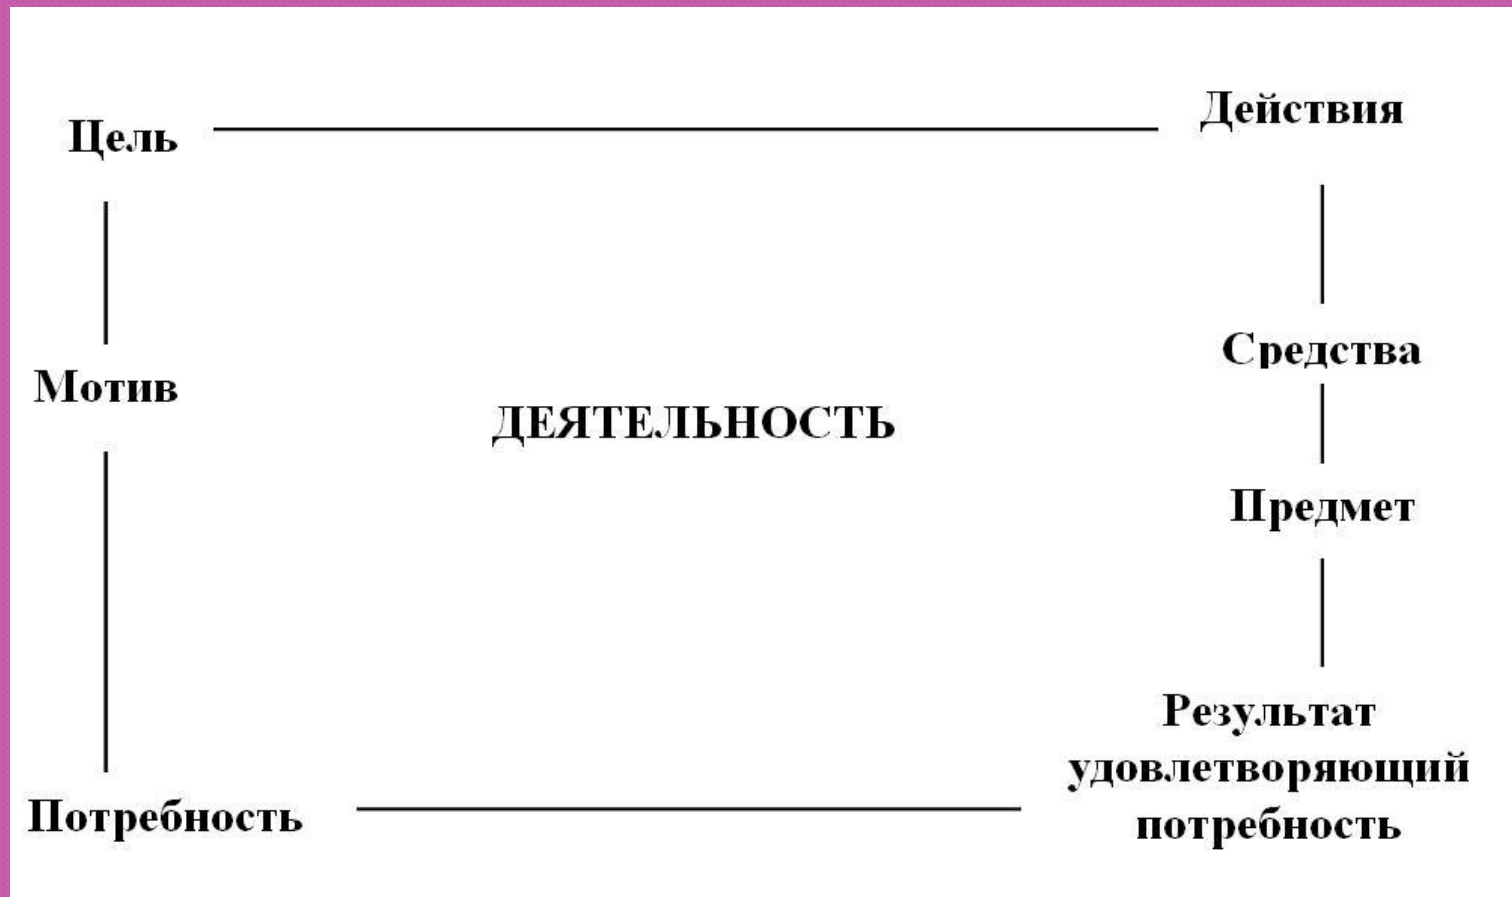 Цель
Действия
Мотив
Средства
ДЕЯТЕЛЬНОСТЬ
Предмет
Потребность
Результат
удовлетворяющий
потребность